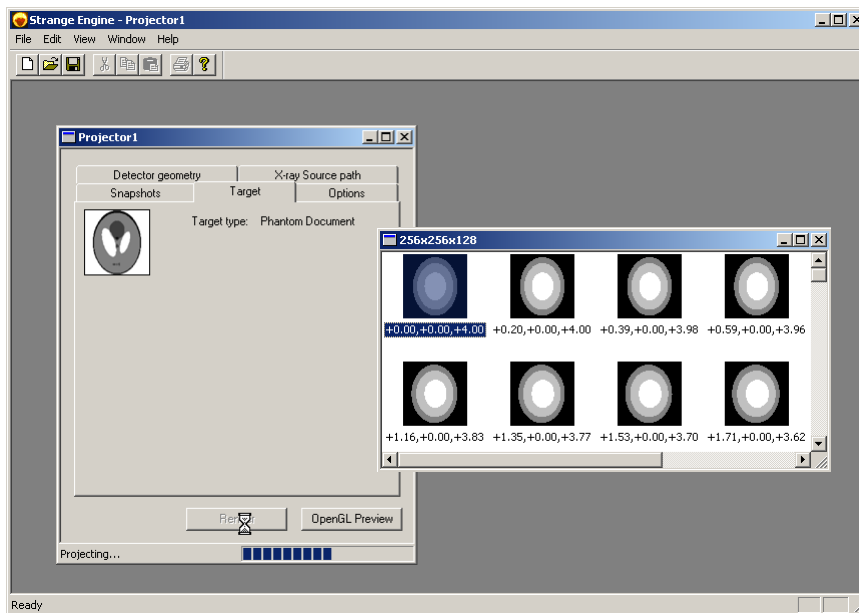 Strange Engine - Projector1
File Edit View Window Help
Projector1
Detector geometry X-ray Source path
Snapshots Target Options
Target type: Phantom Document
256x256x128
+0.00,+0.00,+4.00 +0.20,+0.00,+4.00 +0.39,+0.00,+3.98 +0.59,+0.00,+3.96
+1.16,+0.00,+3.83 +1.35,+0.00,+3.77 +1.53,+0.00,+3.70 +1.71,+0.00,+3.62
Render OpenGL Preview
Projecting...
Ready